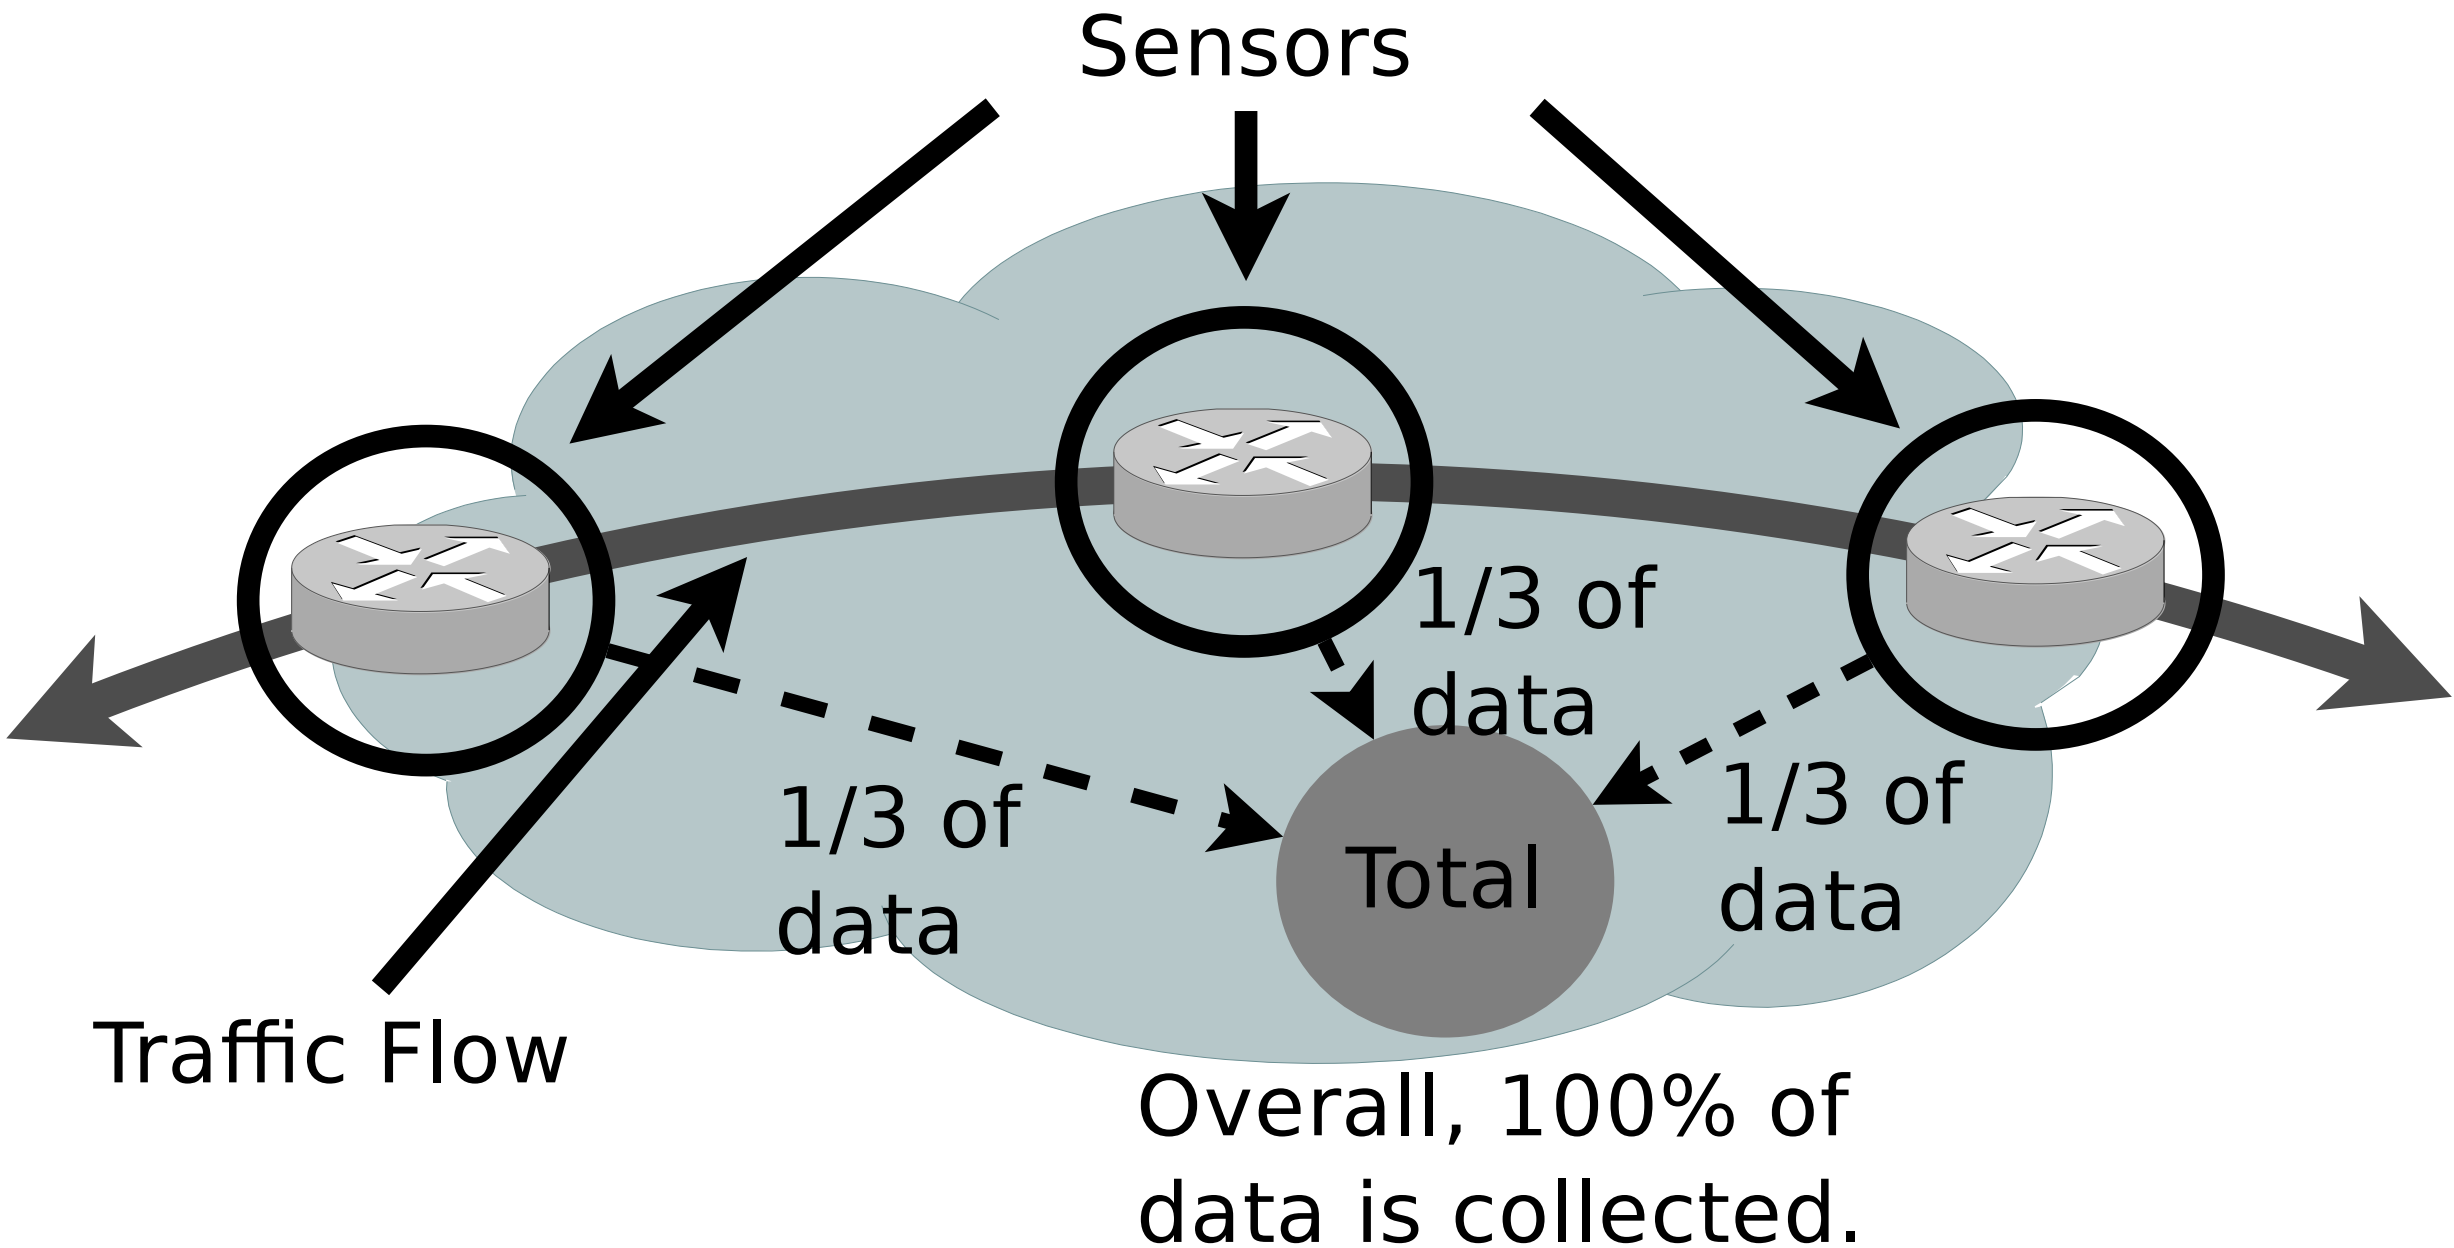 Sensors
1/3 of
data
1/3 of
data
1/3 of
data
Total
Traffic Flow
Overall, 100% of
data is collected.